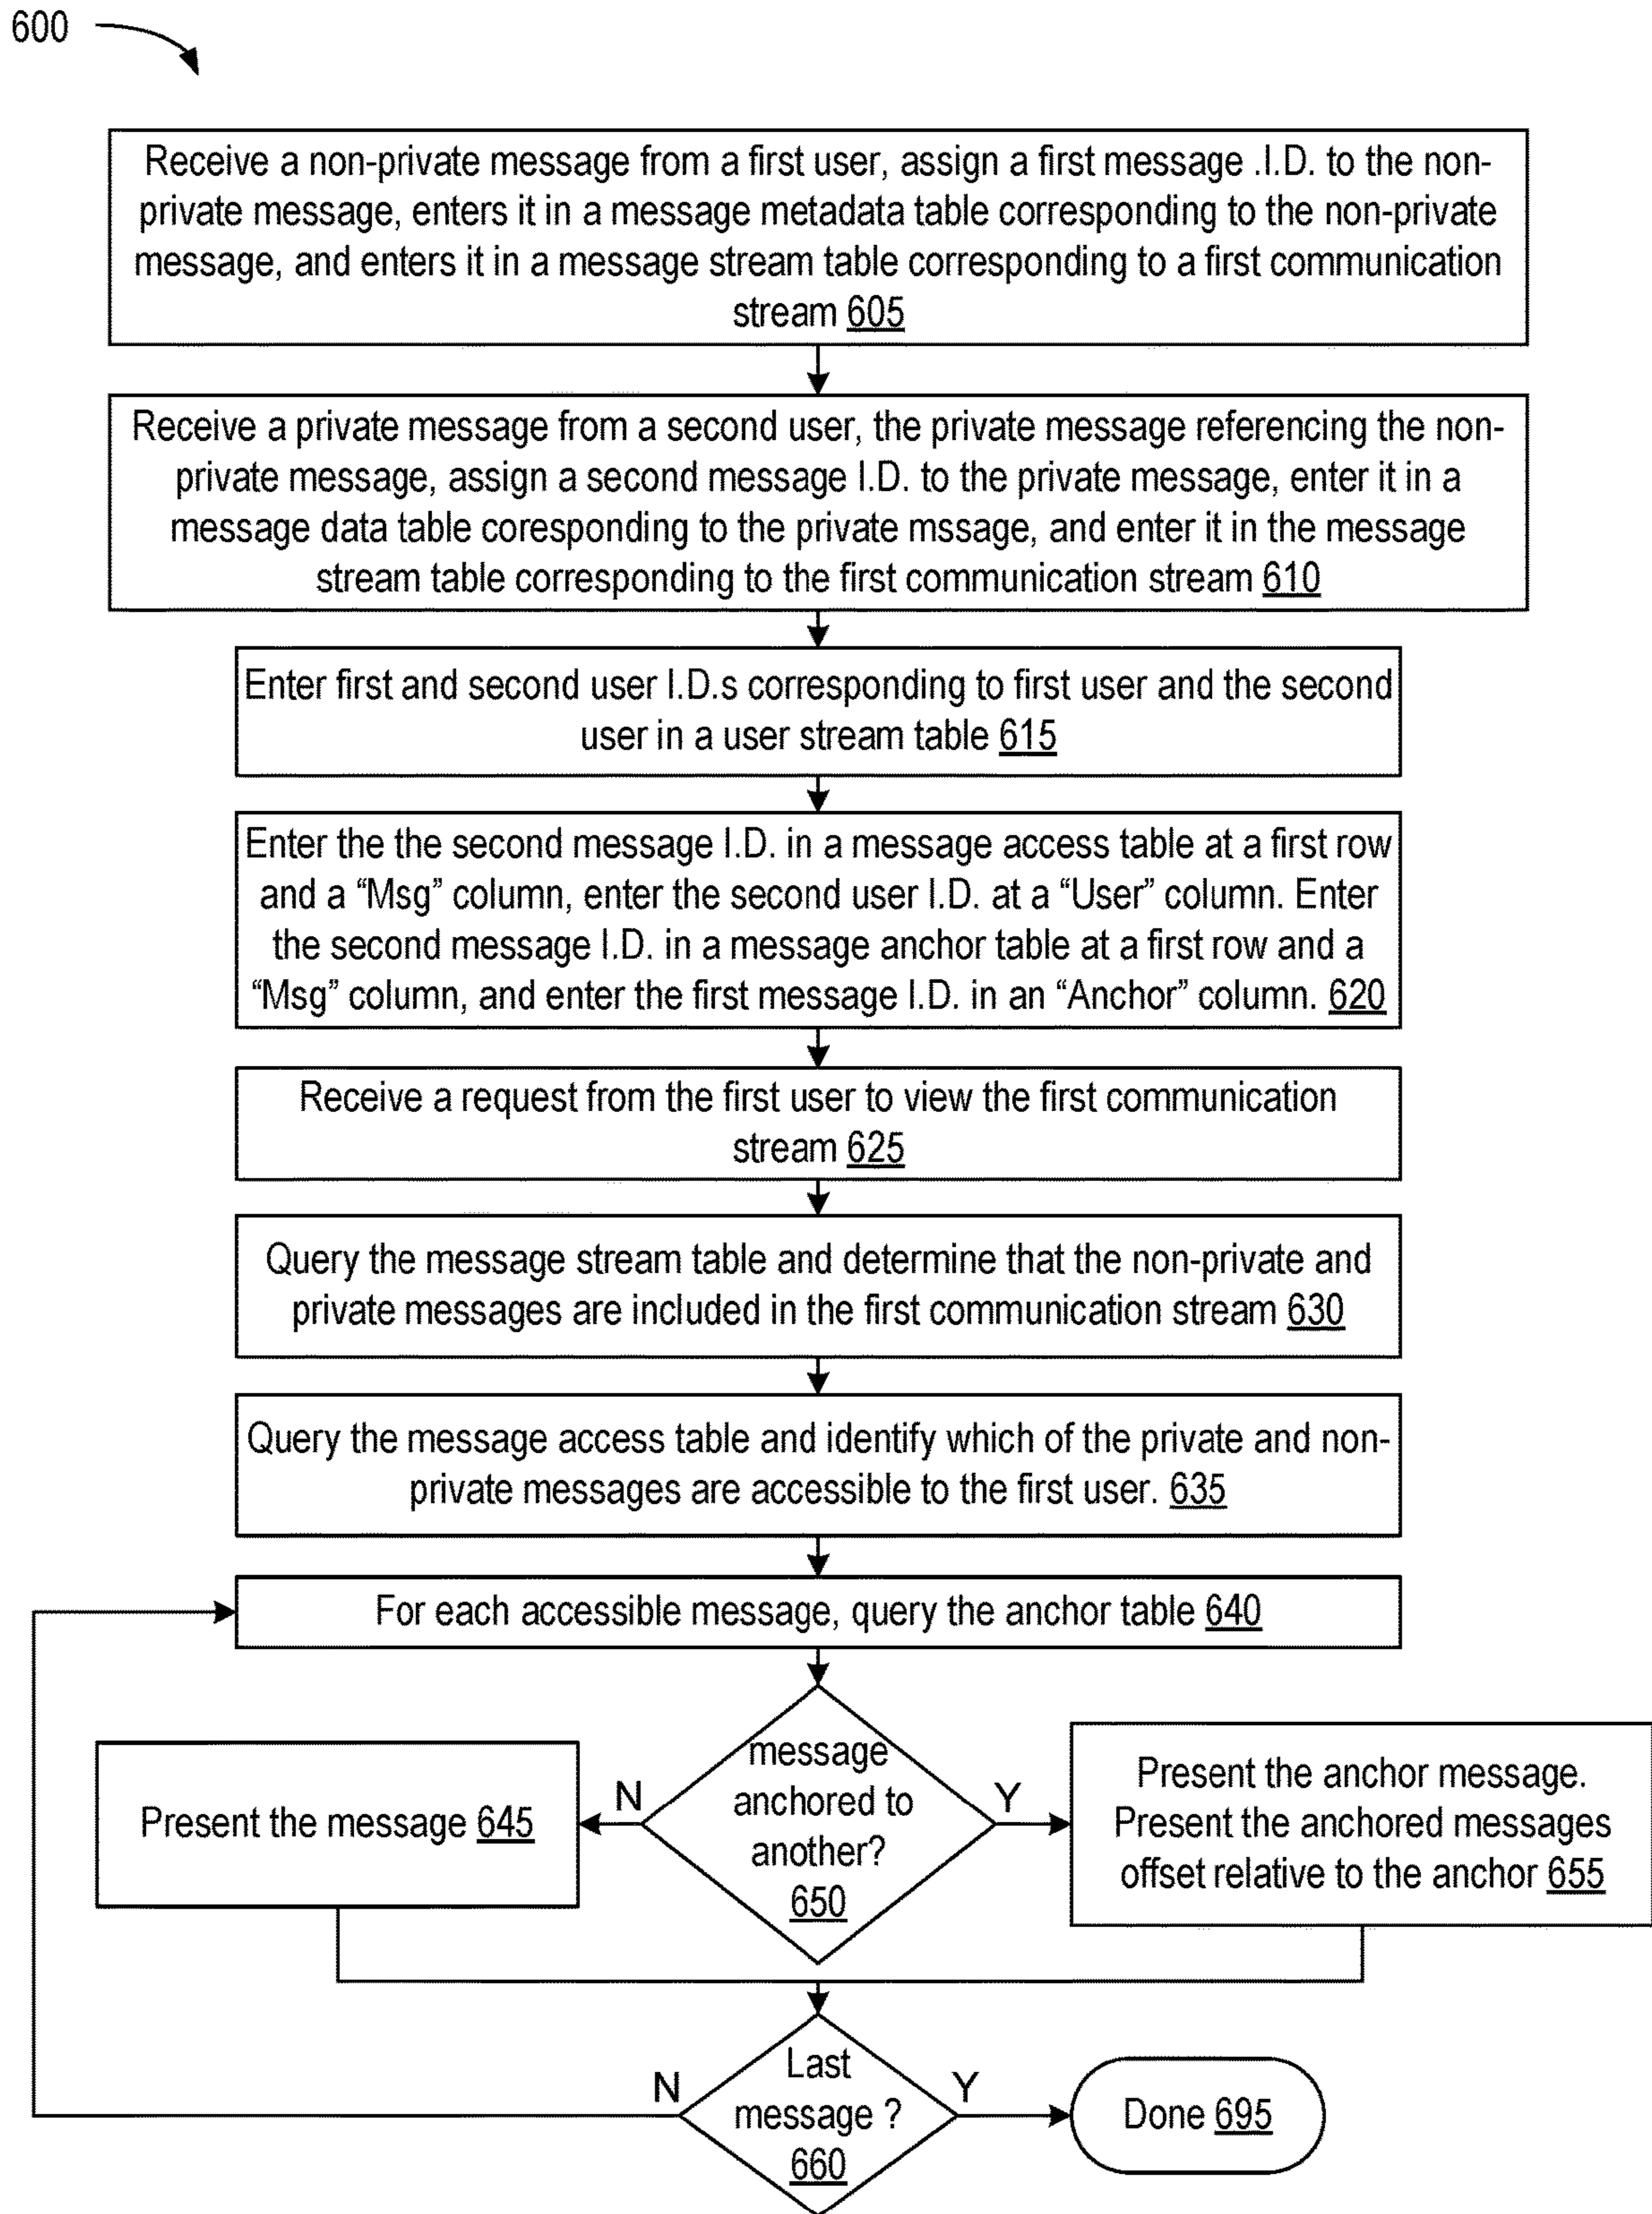 600
Receive a non-private message from a first user, assign a first message .I.D. to the non-
private message, enters it in a message metadata table corresponding to the non-private
message, and enters it in a message stream table corresponding to a first communication
stream 605
Receive a private message from a second user, the private message referencing the non-
private message, assign a second message I.D. to the private message, enter it in a
message data table coresponding to the private mssage, and enter it in the message
stream table corresponding to the first communication stream 610
Enter first and second user I.D.s corresponding to first user and the second
user in a user stream table 615
Enter the the second message I.D. in a message access table at a first row
and a “Msg” column, enter the second user I.D. at a “User” column. Enter
the second message I.D. in a message anchor table at a first row and a
“Msg” column, and enter the first message I.D. in an “Anchor” column. 620
Receive a request from the first user to view the first communication
stream 625
Query the message stream table and determine that the non-private and
private messages are included in the first communication stream 630
Query the message access table and identify which of the private and non-
private messages are accessible to the first user. 635
For each accessible message, query the anchor table 640
message
anchored to
another?
650
N
Y
Present the message 645
Present the anchor message.
Present the anchored messages
offset relative to the anchor 655
Last
message ?
660
N
Y
Done 695